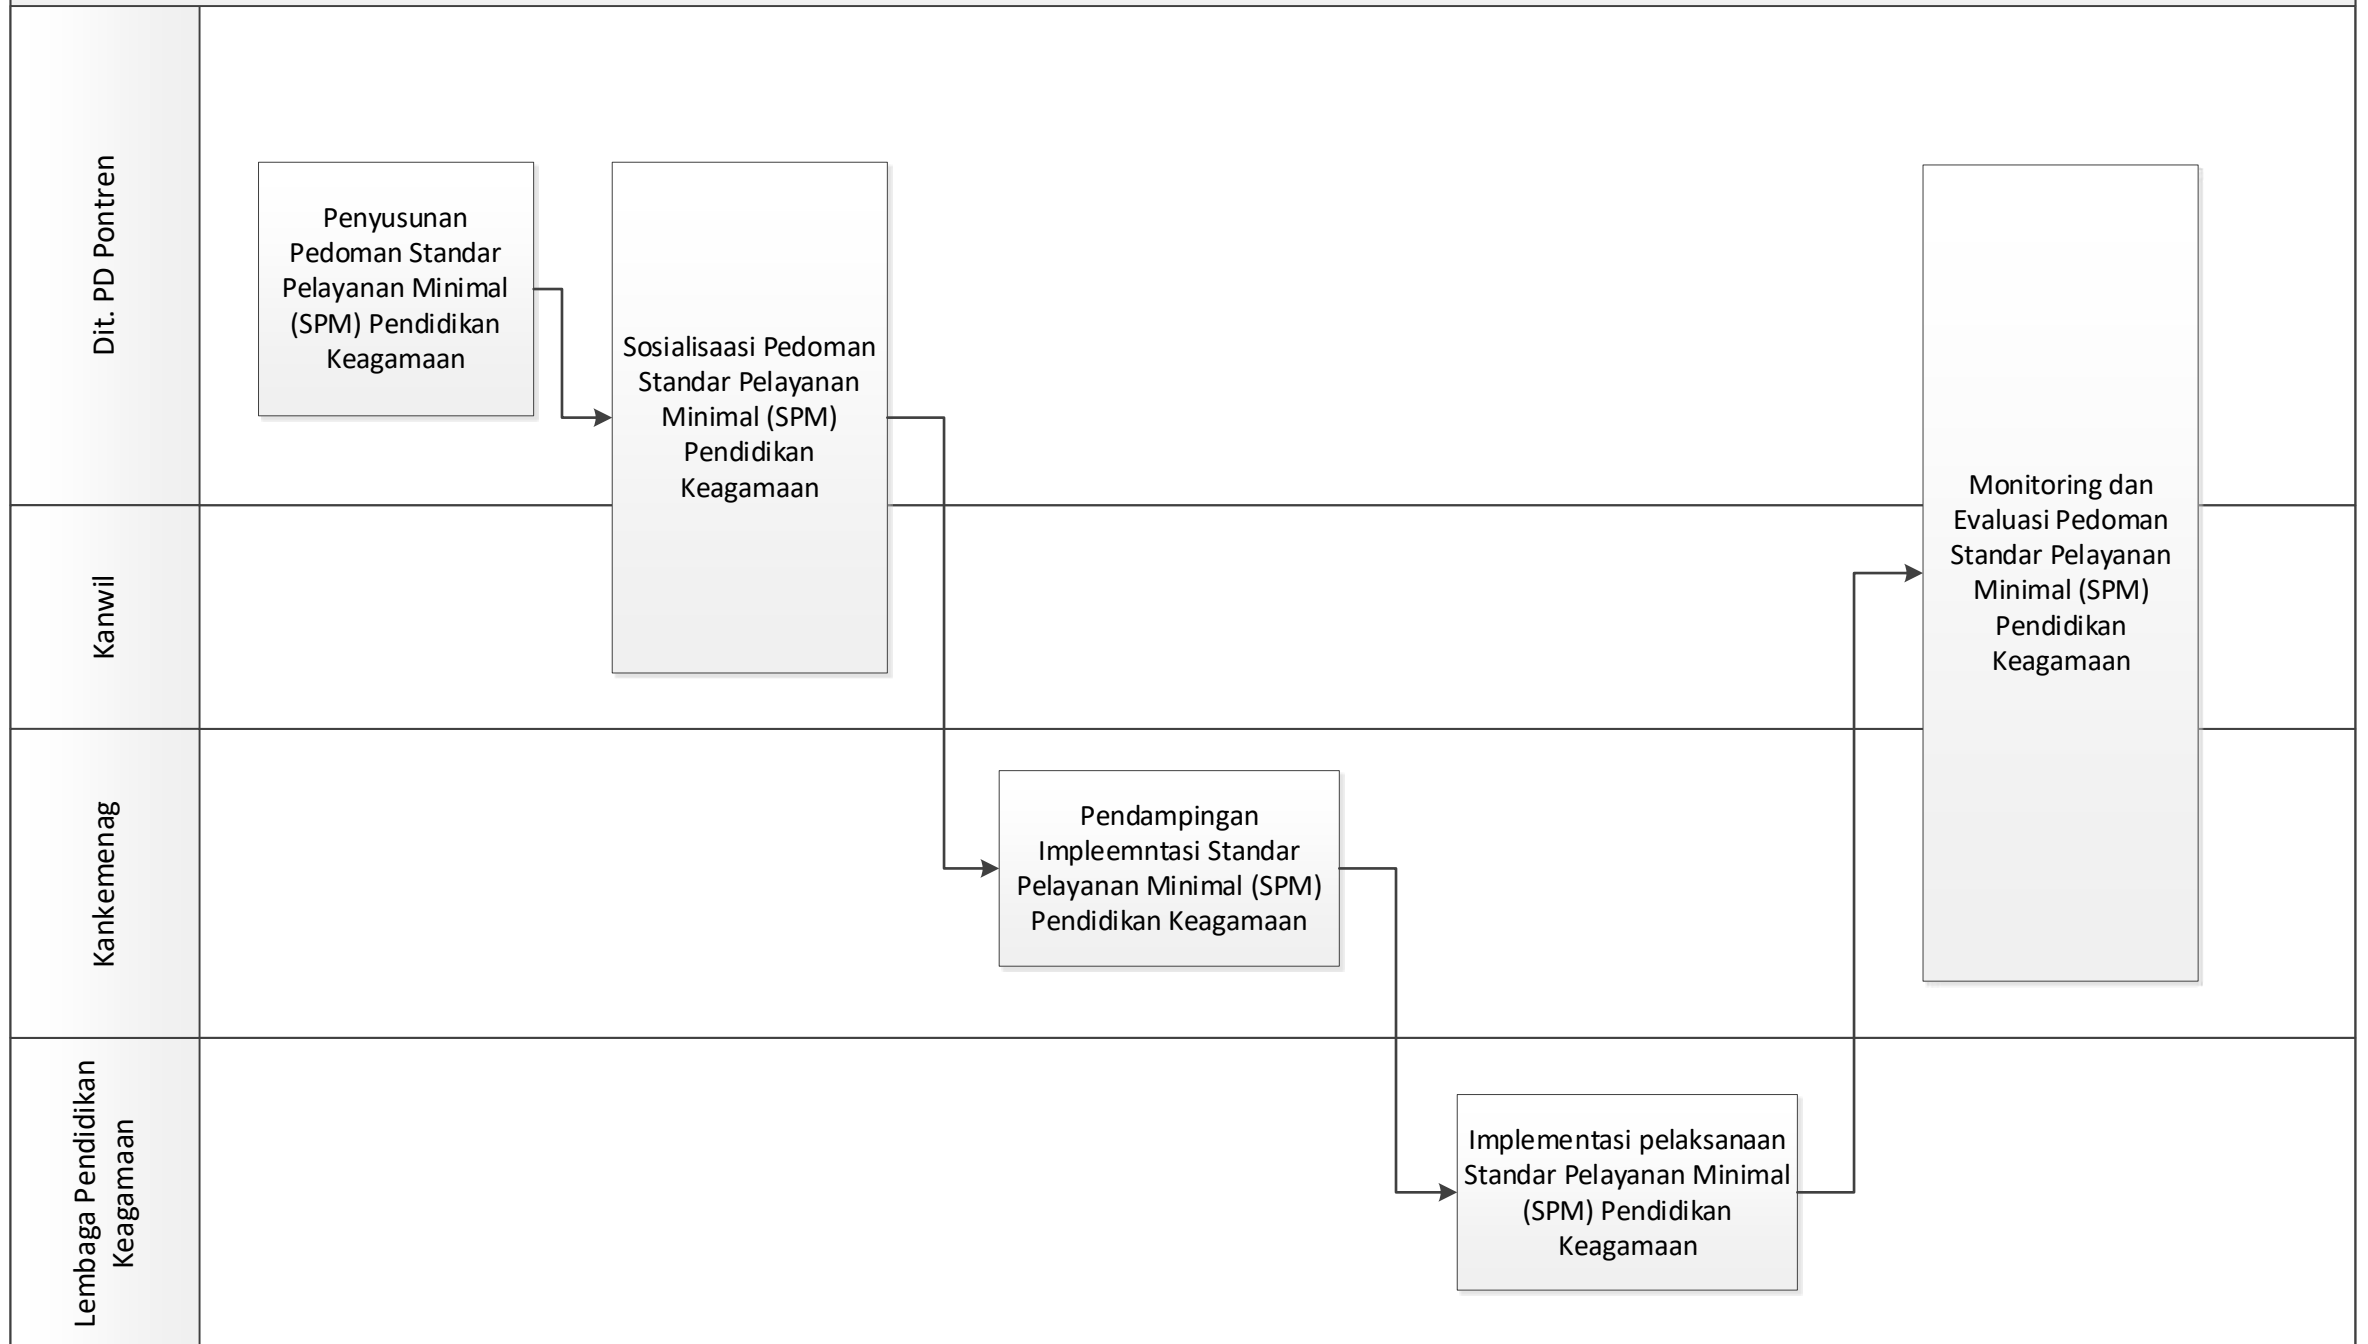 Dit. PD Pontren
Penyusunan
Pedoman Standar
Pelayanan Minimal
(SPM) Pendidikan
Keagamaan
Sosialisaasi Pedoman
Standar Pelayanan
Minimal (SPM)
Pendidikan
Keagamaan
Monitoring dan
Evaluasi Pedoman
Standar Pelayanan
Minimal (SPM)
Pendidikan
Keagamaan
Kanwil
Kankemenag
Pendampingan
Impleemntasi Standar
Pelayanan Minimal (SPM)
Pendidikan Keagamaan
Lembaga Pendidikan
Keagamaan
Implementasi pelaksanaan
Standar Pelayanan Minimal
(SPM) Pendidikan
Keagamaan